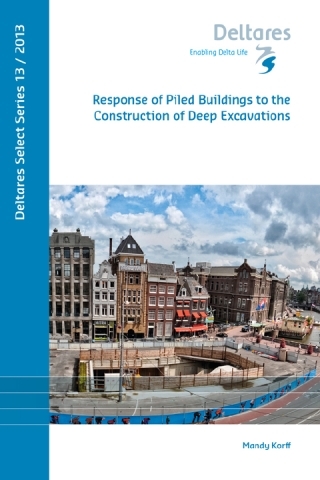 Deltares
Enabling Delta Life
Response of Piled Buildings to the
Construction of Deep Excavations
Deltares Select Series 13 / 2013
Mandy Korff